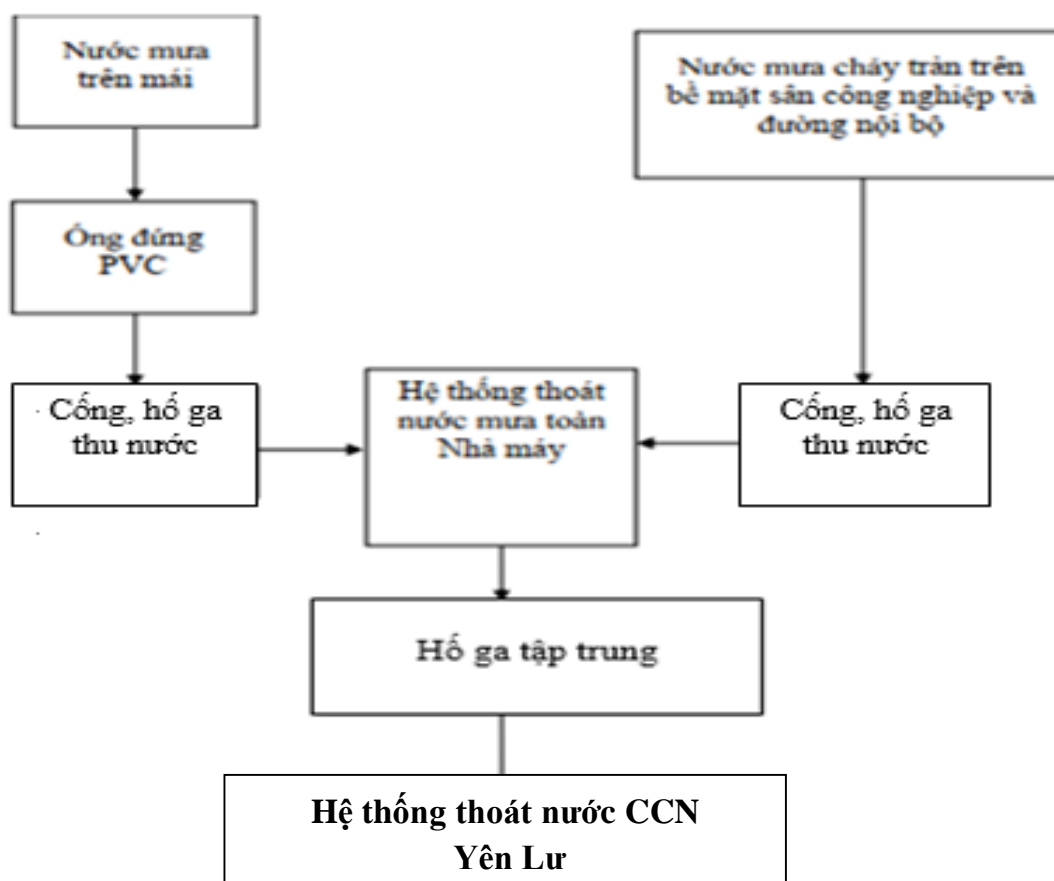 Nước mưa
trên mái
Nước mưa chảy tràn trên
bề mặt sân công nghiệp và
đường nội bộ
Ống đứng
PVC
Cống, hố ga
thu nước
Hệ thống thoát
nước mưa toàn
Nhà máy
Cống, hố ga
thu nước
Hố ga tập trung
Hệ thống thoát nước CCN
Yên Lư